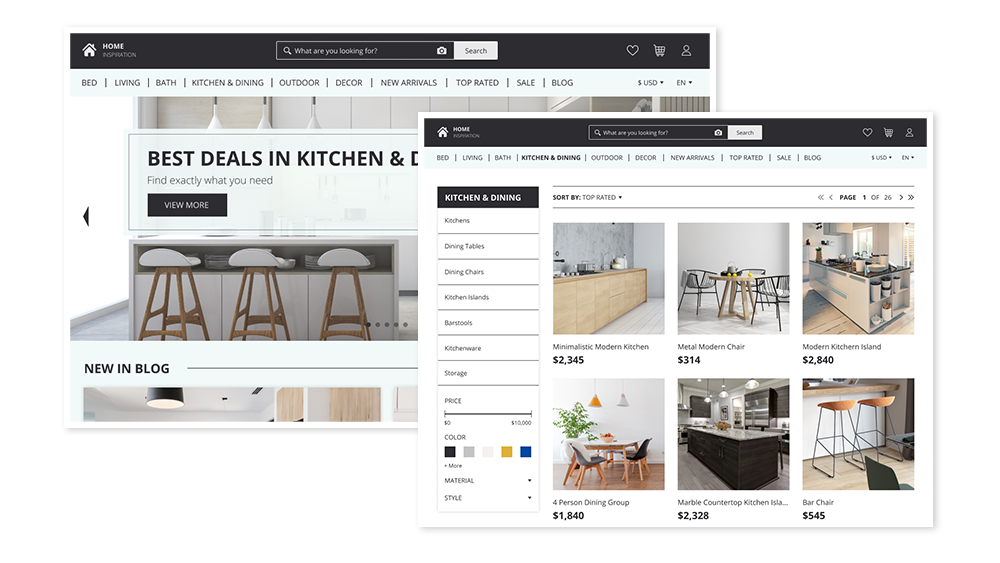 HOME
INSPIRATION
What are you looking for?
Search
BED | LIVING | BATH | KITCHEN & DINING | OUTDOOR | DECOR | NEW ARRIVALS | TOP RATED | SALE | BLOG
$ USD
EN
BEST DEALS IN KITCHEN & D
Find exactly what you need
VIEW MORE
NEW IN BLOG
HOME
INSPIRATION
What are you looking for?
Search
BED | LIVING | BATH | KITCHEN & DINING | OUTDOOR | DECOR | NEW ARRIVALS | TOP RATED | SALE | BLOG
$ USD
EN
KITCHEN & DINING
Kitchens
Dining Tables
Dining Chairs
Kitchen Islands
Barstools
Kitchenware
Storage
PRICE
$0 $10,000
COLOR
+ More
MATERIAL
STYLE
SORT BY: TOP RATED
PAGE 1 OF 26
Minimalistic Modern Kitchen
$2,345
Metal Modern Chair
$314
Modern Kitchern Island
$2,840
4 Person Dining Group
$1,840
Marble Countertop Kitchen Isla...
$2,328
Bar Chair
$545